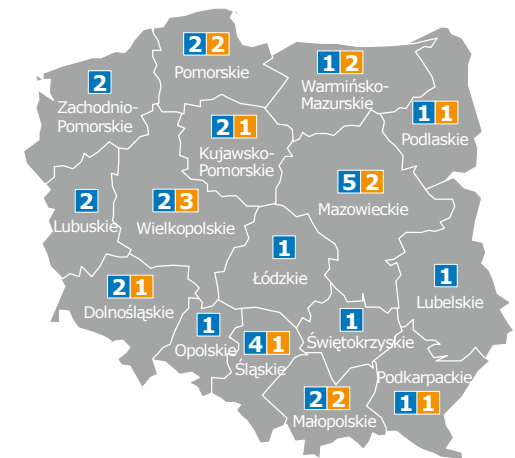 2 2
Pomorskie
1 2
Warmińsko-
Mazurskie
2
Zachodnio-
Pomorskie
1 1
Podlaskie
2 1
Kujawsko-
Pomorskie
5 2
Mazowieckie
2
Lubuskie
2 3
Wielkopolskie
1
Łódzkie
1
Lubelskie
2 1
Dolnośląskie
1
Opolskie
4 1
Śląskie
1
Świętokrzyskie
Podkarpackie
1 1
2 2
Małopolskie